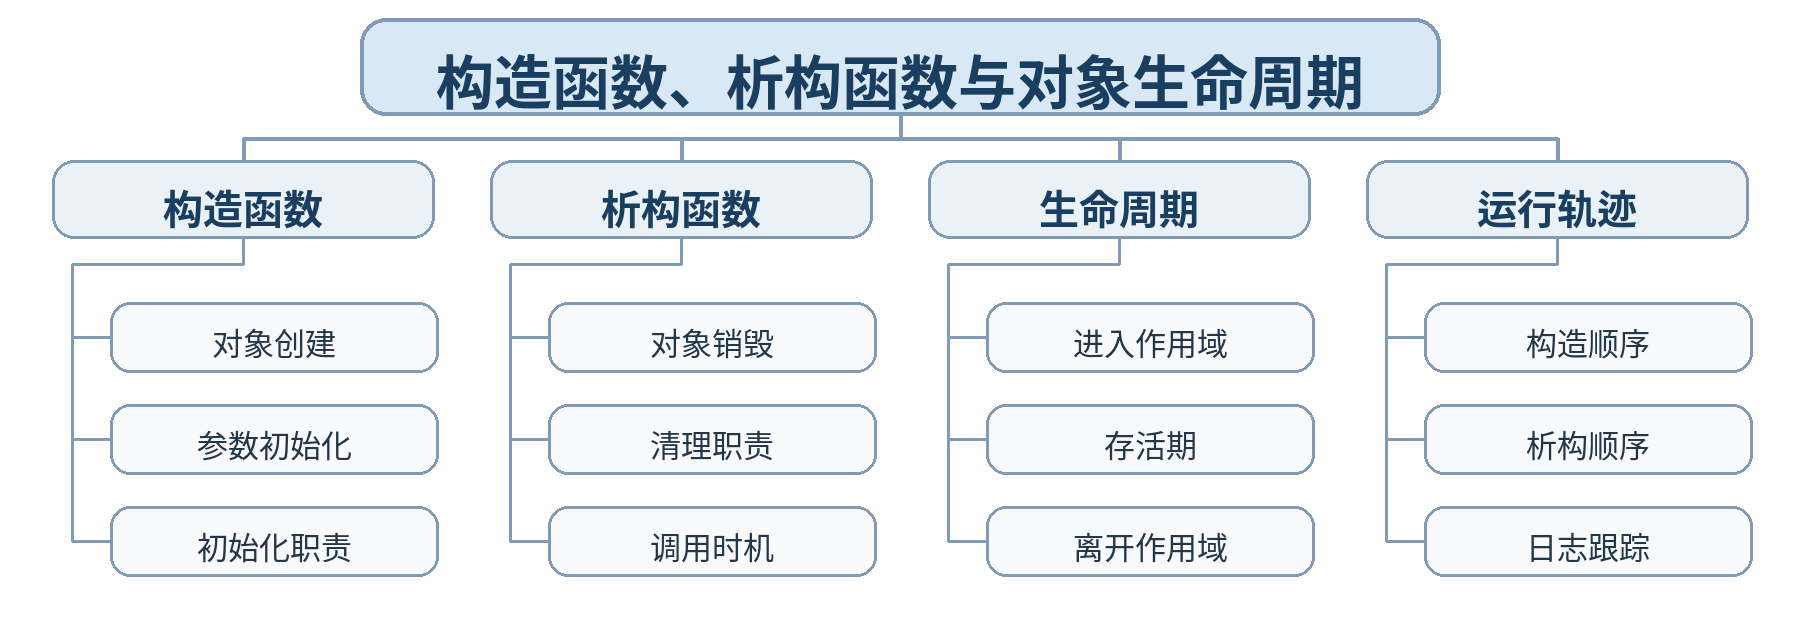 构造函数、析构函数与对象生命周期
构造函数
对象创建
参数初始化
初始化职责
析构函数
对象销毁
清理职责
调用时机
生命周期
进入作用域
存活期
离开作用域
运行轨迹
构造顺序
析构顺序
日志跟踪